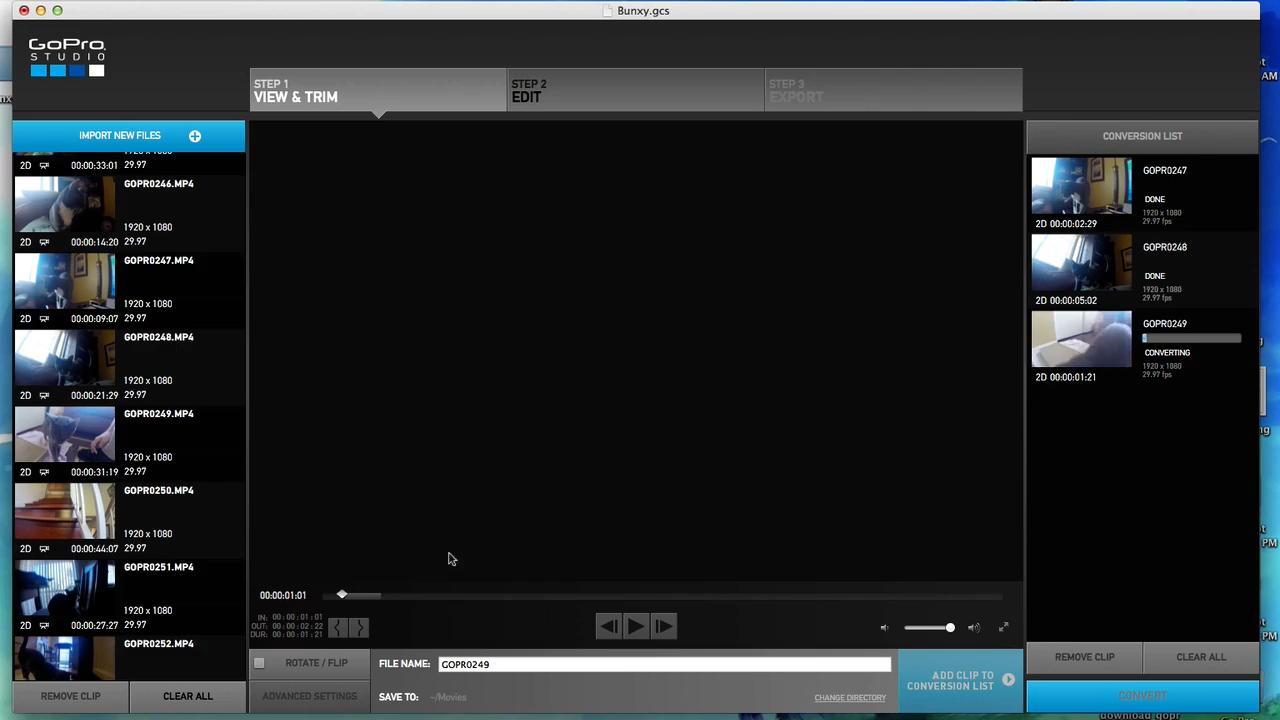 Bunxy.gcs
GoPro
STUDIO
STEP 1
VIEW & TRIM
STEP 2
EDIT
STEP 3
EXPORT
IMPORT NEW FILES
2D 00:00:33:01 29.97
GOPR0246.MP4
1920 x 1080
2D 00:00:14:20 29.97
GOPR0247.MP4
1920 x 1080
2D 00:00:09:07 29.97
GOPR0248.MP4
1920 x 1080
2D 00:00:21:29 29.97
GOPR0249.MP4
1920 x 1080
2D 00:00:31:19 29.97
GOPR0250.MP4
1920 x 1080
2D 00:00:44:07 29.97
GOPR0251.MP4
1920 x 1080
2D 00:00:27:27 29.97
GOPR0252.MP4
REMOVE CLIP
CLEAR ALL
00:00:01:01
IN: 00:00:01:01
OUT: 00:00:02:22
DUR: 00:00:01:21
ROTATE / FLIP
ADVANCED SETTINGS
FILE NAME: GOPR0249
SAVE TO: ~/Movies
CHANGE DIRECTORY
ADD CLIP TO
CONVERSION LIST
CONVERSION LIST
GOPR0247
DONE
1920 x 1080
29.97 fps
2D 00:00:02:29
GOPR0248
DONE
1920 x 1080
29.97 fps
2D 00:00:05:02
GOPR0249
CONVERTING
1920 x 1080
29.97 fps
2D 00:00:01:21
REMOVE CLIP
CLEAR ALL
CONVERT
AM
PM
PM
download_gopr
GoPro